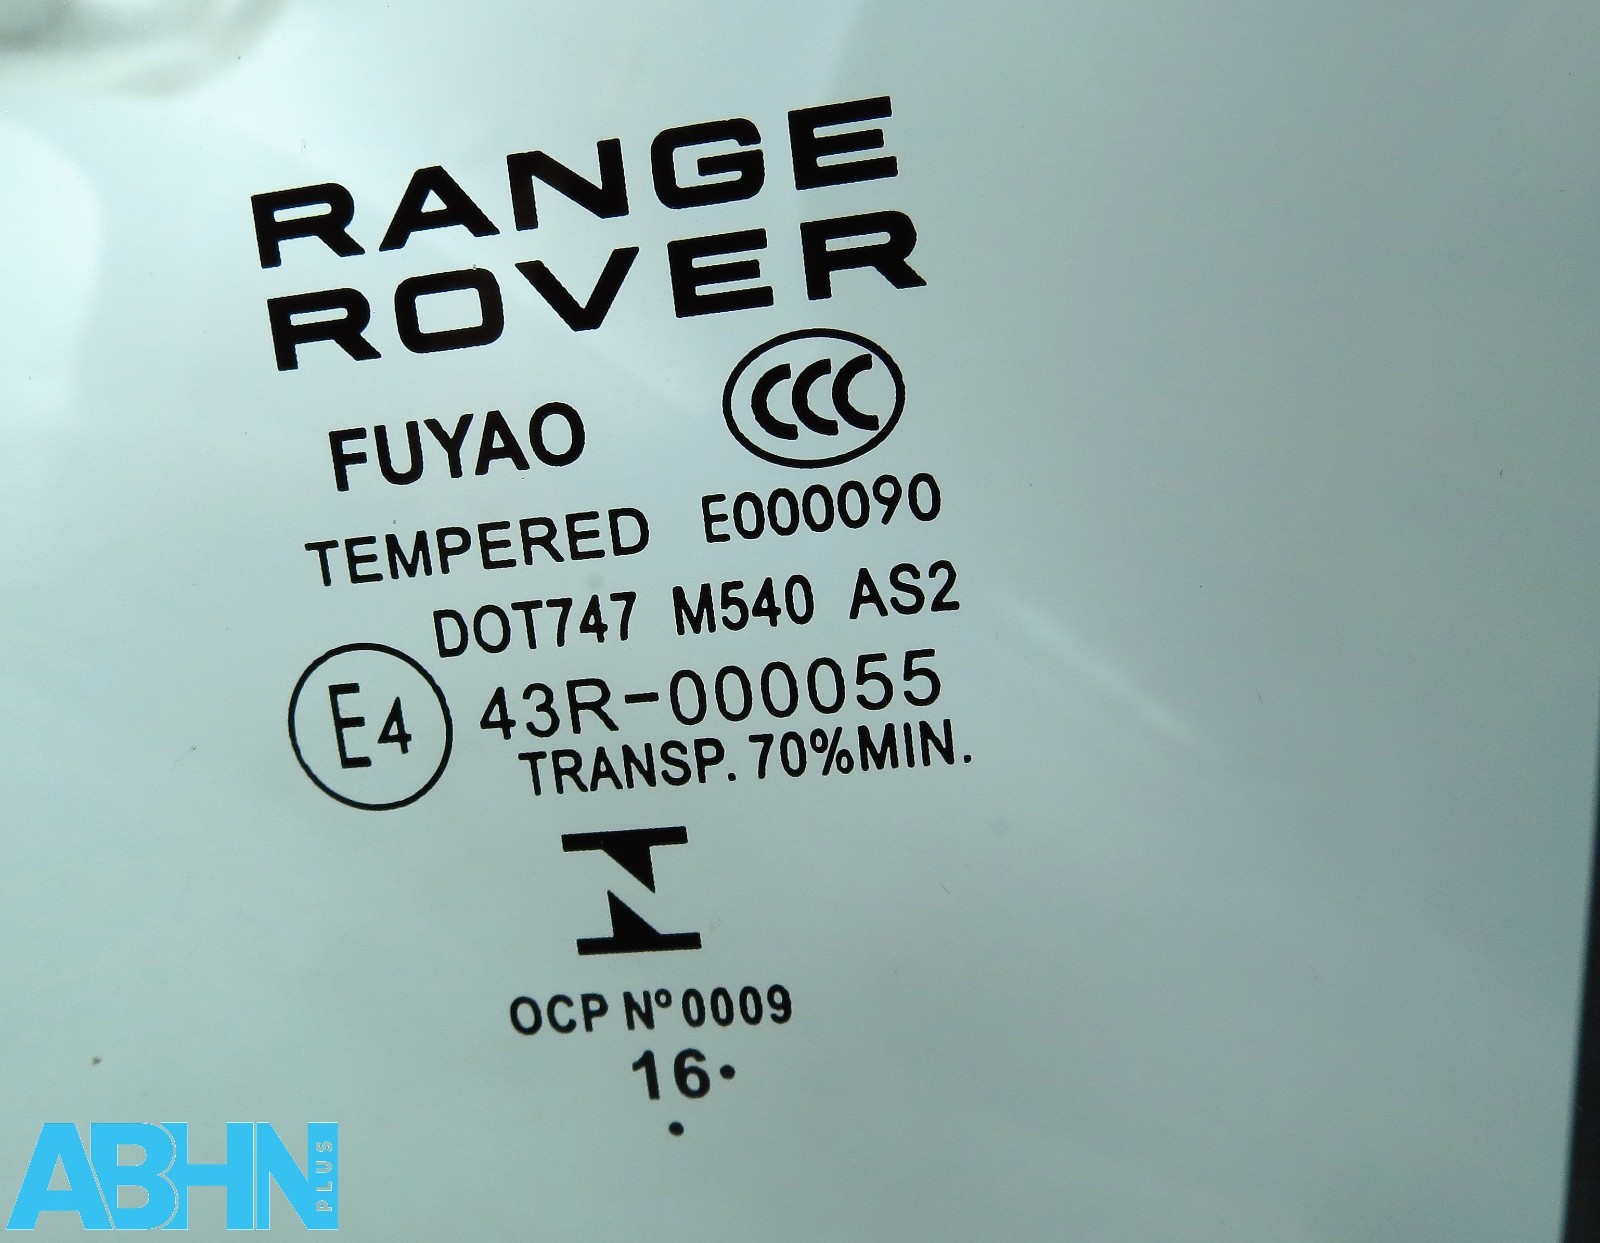 RANGE
ROVER
FUYAO CCC
TEMPERED E000090
DOT747 M540 AS2
E4 43R-000055
TRANSP. 70%MIN.
OCP Nº0009
16•
•
ABHN PLUS